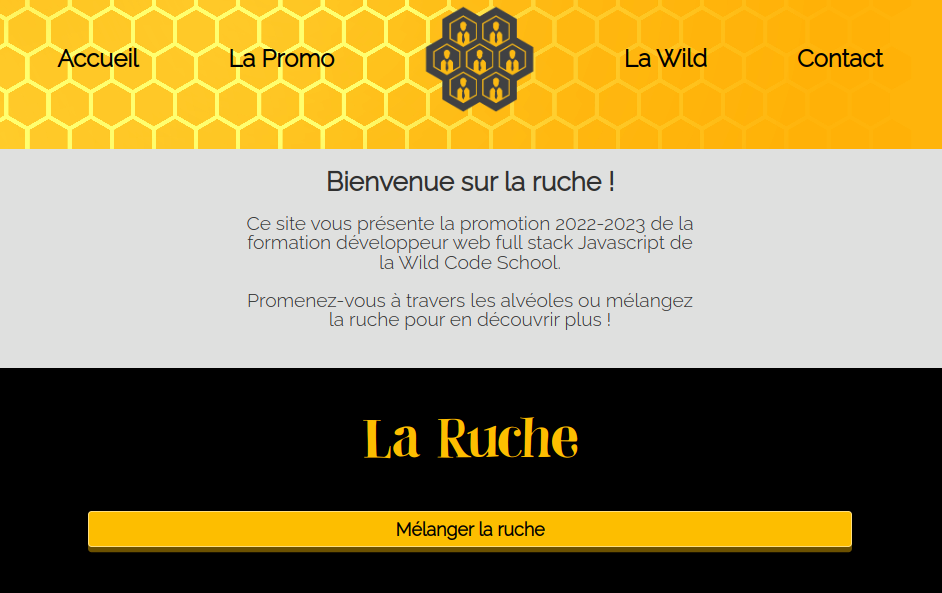 Accueil
La Promo
La Wild
Contact
Bienvenue sur la ruche !
Ce site vous présente la promotion 2022-2023 de la
formation développeur web full stack Javascript de
la Wild Code School.
Promenez-vous à travers les alvéoles ou mélangez
la ruche pour en découvrir plus !
La Ruche
Mélanger la ruche